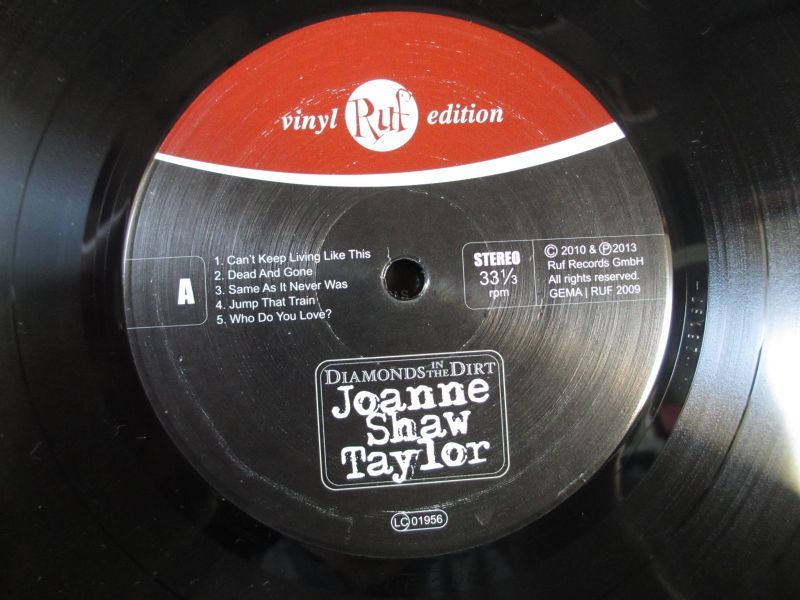 vinyl Ruf edition
A
1. Can't Keep Living Like This
2. Dead And Gone
3. Same As It Never Was
4. Jump That Train
5. Who Do You Love?
STEREO
33⅓
rpm
© 2010 & ℗2013
Ruf Records GmbH
All rights reserved.
GEMA | RUF 2009
DIAMONDS IN THE DIRT
Joanne
Shaw
Taylor
LC 01956